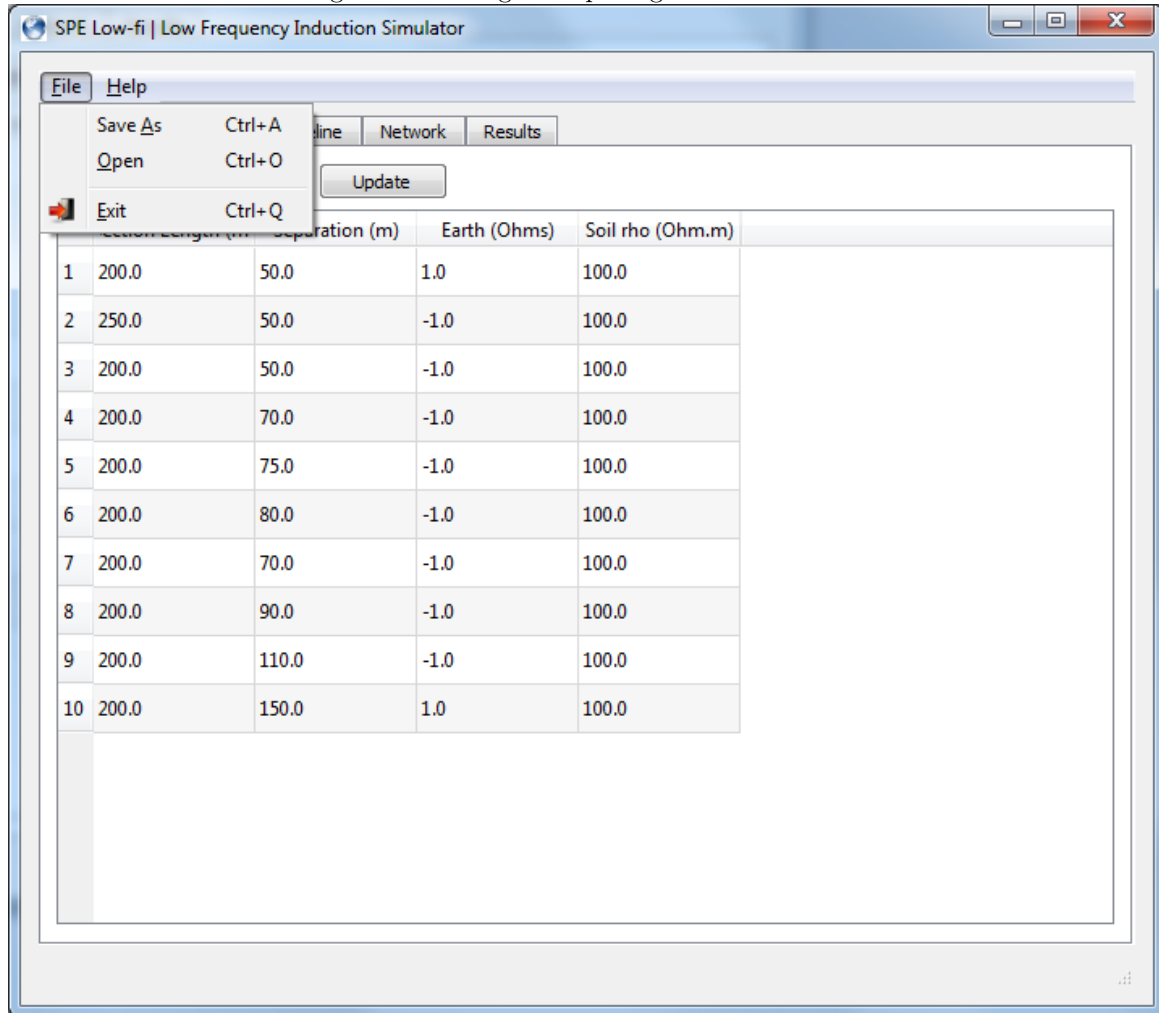 SPE Low-fi | Low Frequency Induction Simulator
File Help
Save As Ctrl+A
Open Ctrl+O
Exit Ctrl+Q
Network Results
Update
Separation (m) Earth (Ohms) Soil rho (Ohm.m)
1 200.0 50.0 1.0 100.0
2 250.0 50.0 -1.0 100.0
3 200.0 50.0 -1.0 100.0
4 200.0 70.0 -1.0 100.0
5 200.0 75.0 -1.0 100.0
6 200.0 80.0 -1.0 100.0
7 200.0 70.0 -1.0 100.0
8 200.0 90.0 -1.0 100.0
9 200.0 110.0 -1.0 100.0
10 200.0 150.0 1.0 100.0